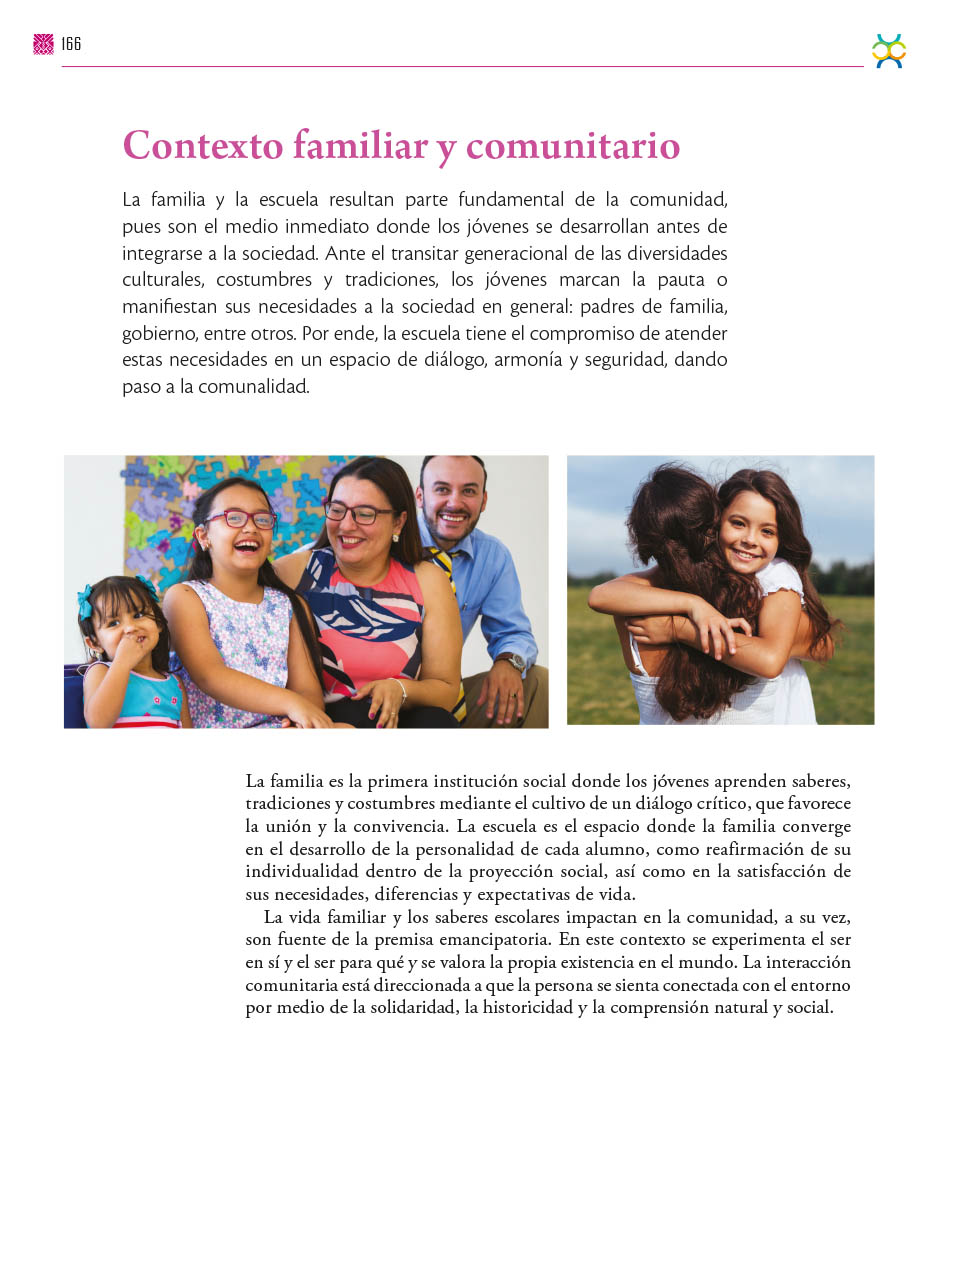 166
Contexto familiar y comunitario
La familia y la escuela resultan parte fundamental de la comunidad,
pues son el medio inmediato donde los jóvenes se desarrollan antes de
integrarse a la sociedad. Ante el transitar generacional de las diversidades
culturales, costumbres y tradiciones, los jóvenes marcan la pauta o
manifiestan sus necesidades a la sociedad en general: padres de familia,
gobierno, entre otros. Por ende, la escuela tiene el compromiso de atender
estas necesidades en un espacio de diálogo, armonía y seguridad, dando
paso a la comunalidad.
La familia es la primera institución social donde los jóvenes aprenden saberes,
tradiciones y costumbres mediante el cultivo de un diálogo crítico, que favorece
la unión y la convivencia. La escuela es el espacio donde la familia converge
en el desarrollo de la personalidad de cada alumno, como reafirmación de su
individualidad dentro de la proyección social, así como en la satisfacción de
sus necesidades, diferencias y expectativas de vida.
La vida familiar y los saberes escolares impactan en la comunidad, a su vez,
son fuente de la premisa emancipatoria. En este contexto se experimenta el ser
en sí y el ser para qué y se valora la propia existencia en el mundo. La interacción
comunitaria está direccionada a que la persona se sienta conectada con el entorno
por medio de la solidaridad, la historicidad y la comprensión natural y social.